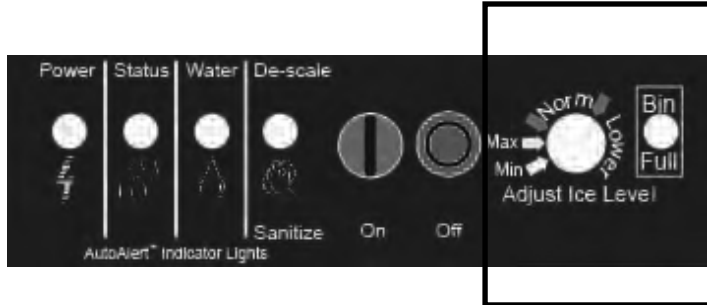 Power Status Water De-scale
Norm
Lower
Max
Min
Bin
Full
Adjust Ice Level
Sanitize On Off
AutoAlert™ Indicator Lights